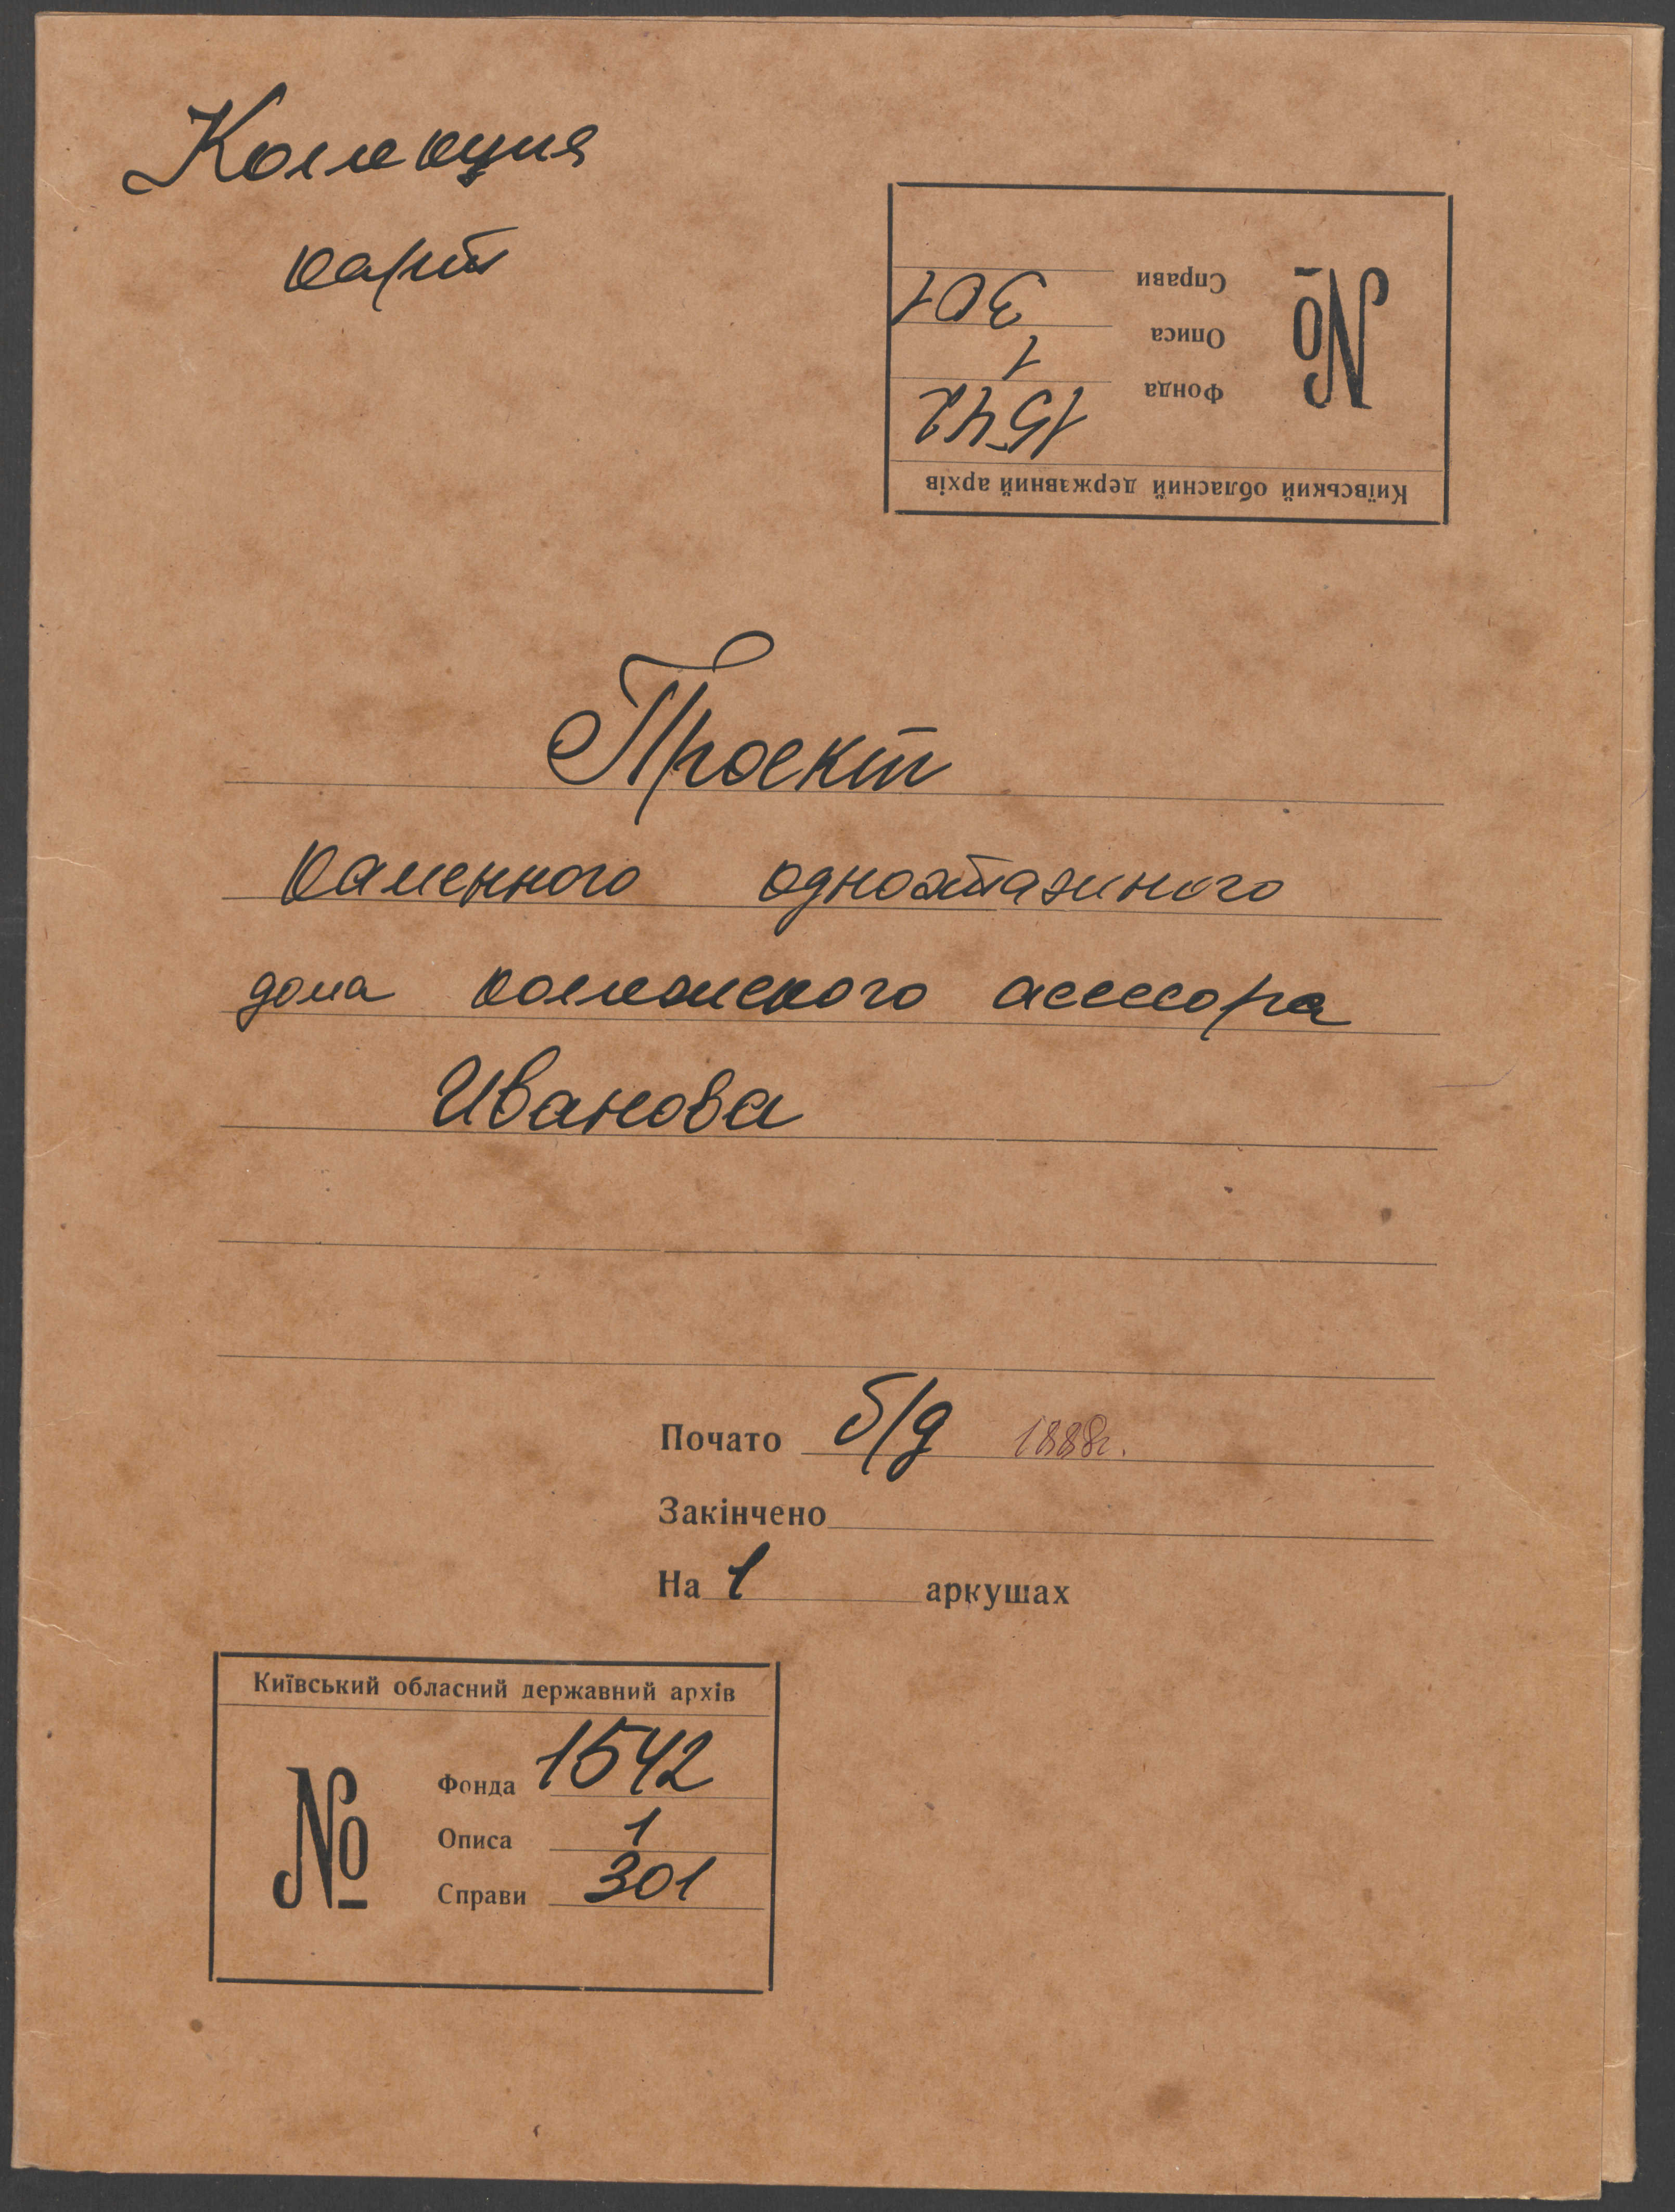 Коллекция
карт
Київський обласний державний архів
№
Фонда 1542
Описа 1
Справи 301
Проект
каменного одноэтажного
дома коллежского асессора
Иванова
Почато б/д 1888г.
Закінчено
На 1 аркушах
Київський обласний державний архів
№
Фонда 1542
Описа 1
Справи 301